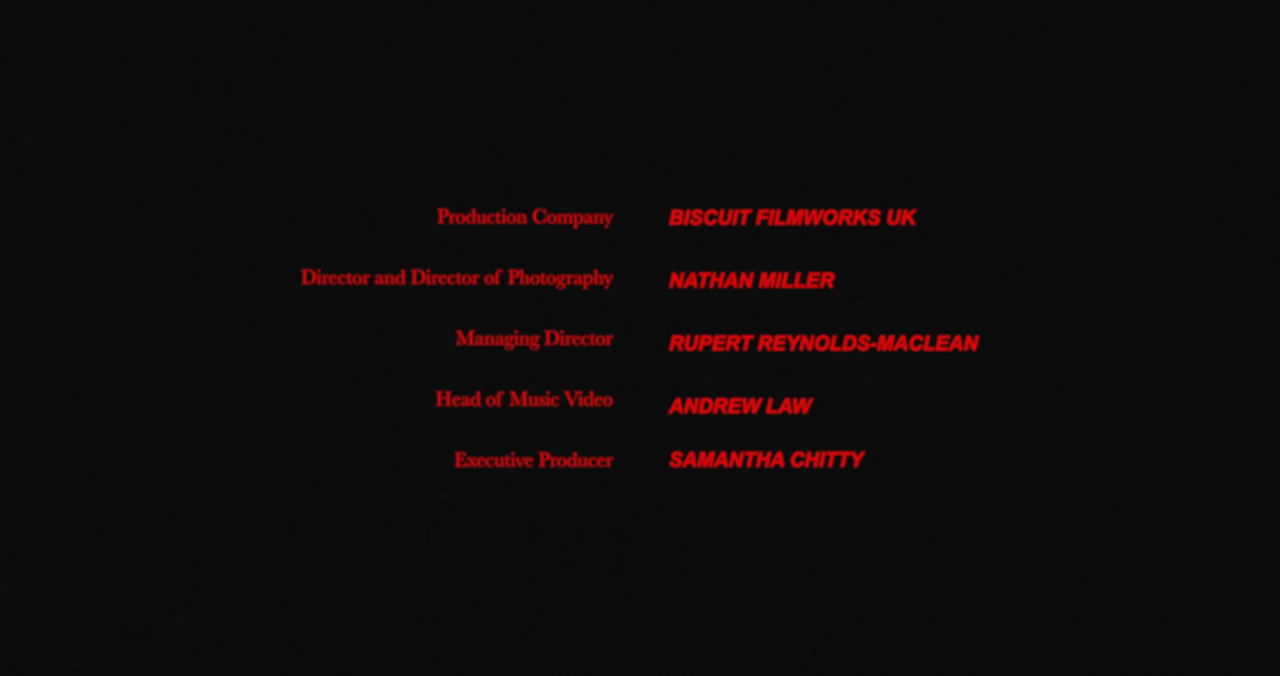 Production Company BISCUIT FILMWORKS UK
Director and Director of Photography NATHAN MILLER
Managing Director RUPERT REYNOLDS-MACLEAN
Head of Music Video ANDREW LAW
Executive Producer SAMANTHA CHITTY